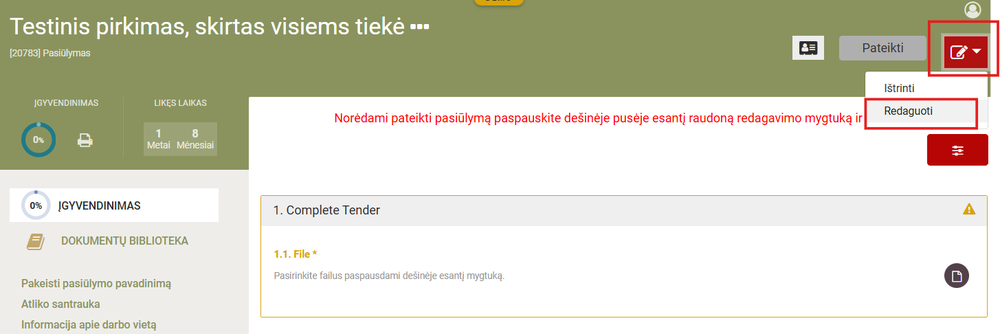 Testinis pirkimas, skirtas visiems tiekė ...
[20783] Pasiūlymas
Pateikti
Ištrinti
Redaguoti
ĮGYVENDINIMAS
LIKĘS LAIKAS
0%
1 8
Metai Mėnesiai
Norėdami pateikti pasiūlymą paspauskite dešinėje pusėje esantį raudoną redagavimo mygtuką ir
0% ĮGYVENDINIMAS
DOKUMENTŲ BIBLIOTEKA
Pakeisti pasiūlymo pavadinimą
Atliko santrauka
Informacija apie darbo vietą
1. Complete Tender
1.1. File *
Pasirinkite failus paspausdami dešinėje esantį mygtuką.